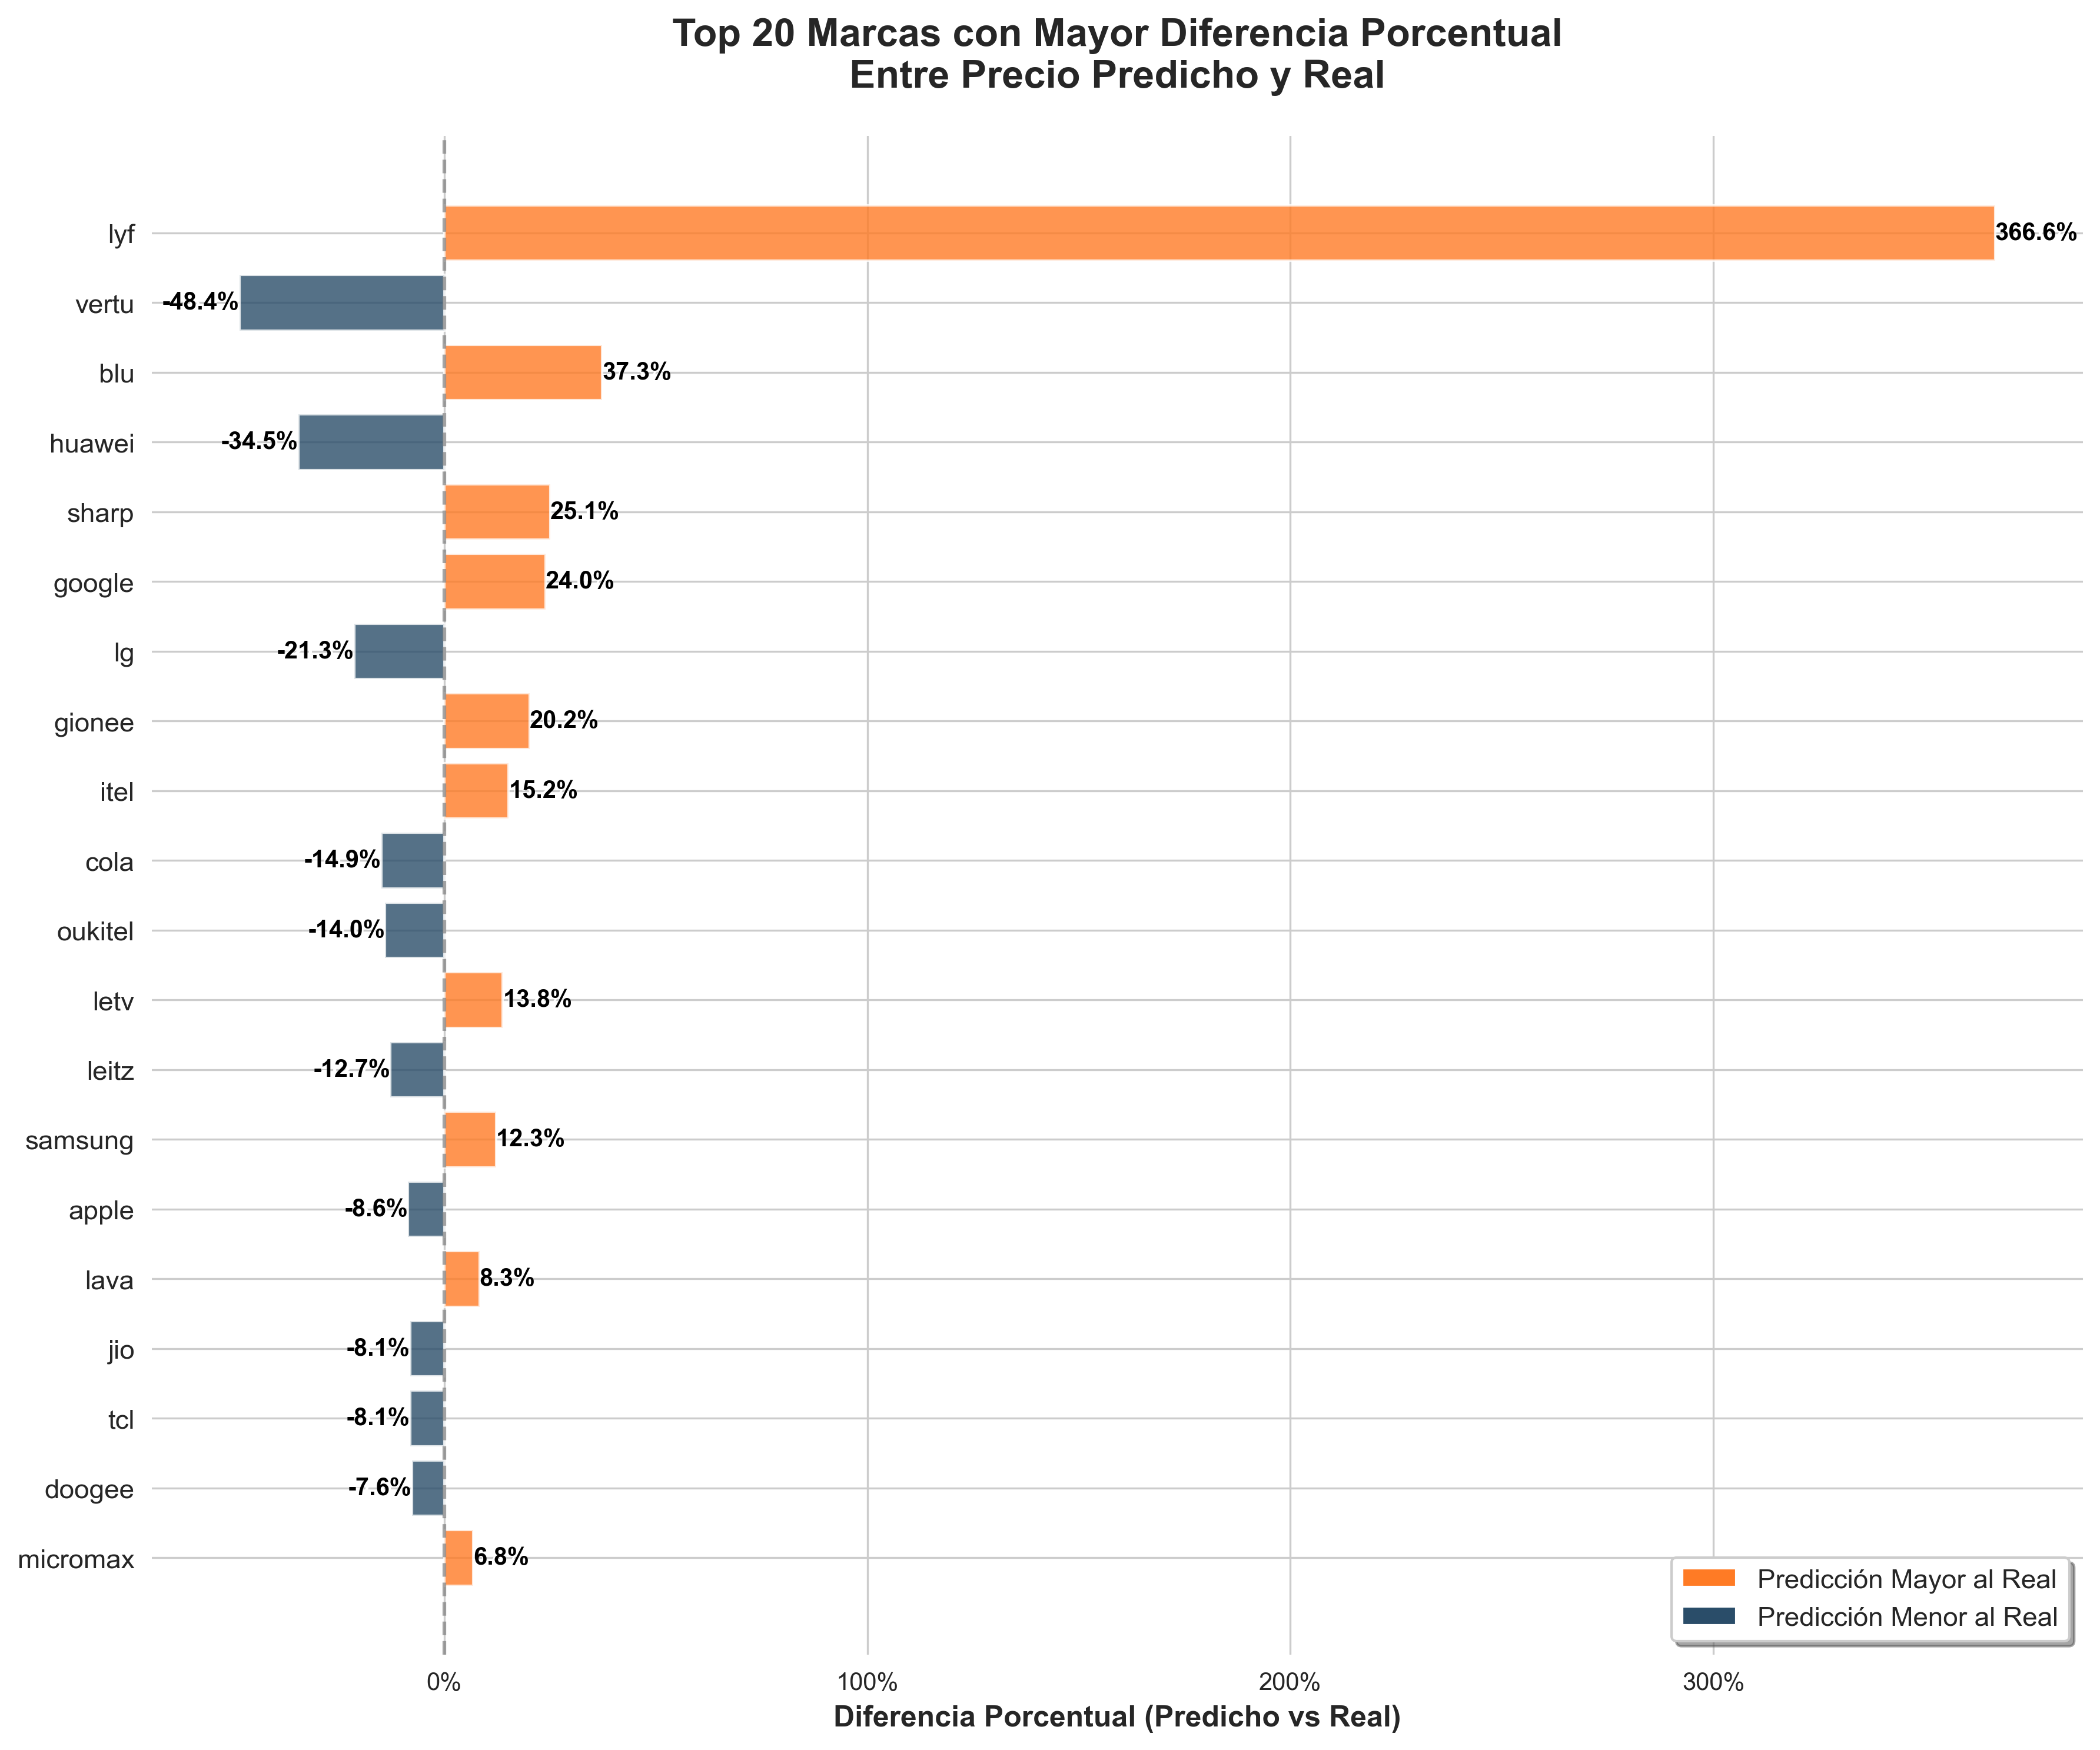 Top 20 Marcas con Mayor Diferencia Porcentual
Entre Precio Predicho y Real
lyf
366.6%
vertu
-48.4%
blu
37.3%
huawei
-34.5%
sharp
25.1%
google
24.0%
lg
-21.3%
gionee
20.2%
itel
15.2%
cola
-14.9%
oukitel
-14.0%
letv
13.8%
leitz
-12.7%
samsung
12.3%
apple
-8.6%
lava
8.3%
jio
-8.1%
tcl
-8.1%
doogee
-7.6%
micromax
6.8%
Predicción Mayor al Real
Predicción Menor al Real
0%
100%
200%
300%
Diferencia Porcentual (Predicho vs Real)